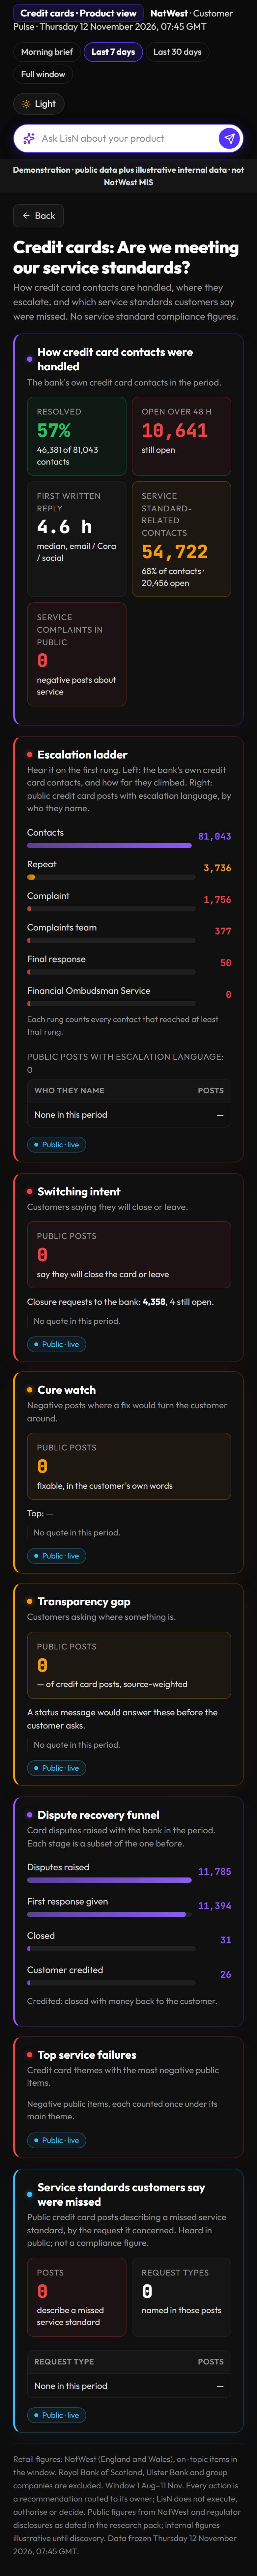 Credit cards · Product view NatWest · Customer
Pulse · Thursday 12 November 2026, 07:45 GMT
Morning brief
Last 7 days
Last 30 days
Full window
Light
Ask LisN about your product
Demonstration · public data plus illustrative internal data · not
NatWest MIS
← Back
Credit cards: Are we meeting
our service standards?
How credit card contacts are handled, where they
escalate, and which service standards customers say
were missed. No service standard compliance figures.
How credit card contacts were
handled
The bank's own credit card contacts in the period.
RESOLVED
57%
46,381 of 81,043
contacts
OPEN OVER 48 H
10,641
still open
FIRST WRITTEN
REPLY
4.6 h
median, email / Cora
/ social
SERVICE
STANDARD-
RELATED
CONTACTS
54,722
68% of contacts ·
20,456 open
SERVICE
COMPLAINTS IN
PUBLIC
0
negative posts about
service
Escalation ladder
Hear it on the first rung. Left: the bank's own credit
card contacts, and how far they climbed. Right:
public credit card posts with escalation language, by
who they name.
Contacts 81,043
Repeat 3,736
Complaint 1,756
Complaints team 377
Final response 50
Financial Ombudsman Service 0
Each rung counts every contact that reached at least
that rung.
PUBLIC POSTS WITH ESCALATION LANGUAGE:
0
WHO THEY NAME POSTS
None in this period —
Public · live
Switching intent
Customers saying they will close or leave.
PUBLIC POSTS
0
say they will close the card or leave
Closure requests to the bank: 4,358, 4 still open.
No quote in this period.
Public · live
Cure watch
Negative posts where a fix would turn the customer
around.
PUBLIC POSTS
0
fixable, in the customer's own words
Top: —
No quote in this period.
Public · live
Transparency gap
Customers asking where something is.
PUBLIC POSTS
0
— of credit card posts, source-weighted
A status message would answer these before the
customer asks.
No quote in this period.
Public · live
Dispute recovery funnel
Card disputes raised with the bank in the period.
Each stage is a subset of the one before.
Disputes raised 11,785
First response given 11,394
Closed 31
Customer credited 26
Credited: closed with money back to the customer.
Top service failures
Credit card themes with the most negative public
items.
Negative public items, each counted once under its
main theme.
Public · live
Service standards customers say
were missed
Public credit card posts describing a missed service
standard, by the request it concerned. Heard in
public; not a compliance figure.
POSTS
0
describe a missed
service standard
REQUEST TYPES
0
named in those posts
REQUEST TYPE POSTS
None in this period —
Public · live
Retail figures: NatWest (England and Wales), on-topic items in
the window. Royal Bank of Scotland, Ulster Bank and group
companies are excluded. Window 1 Aug–11 Nov. Every action is
a recommendation routed to its owner; LisN does not execute,
authorise or decide. Public figures from NatWest and regulator
disclosures as dated in the research pack; internal figures
illustrative until discovery. Data frozen Thursday 12 November
2026, 07:45 GMT.